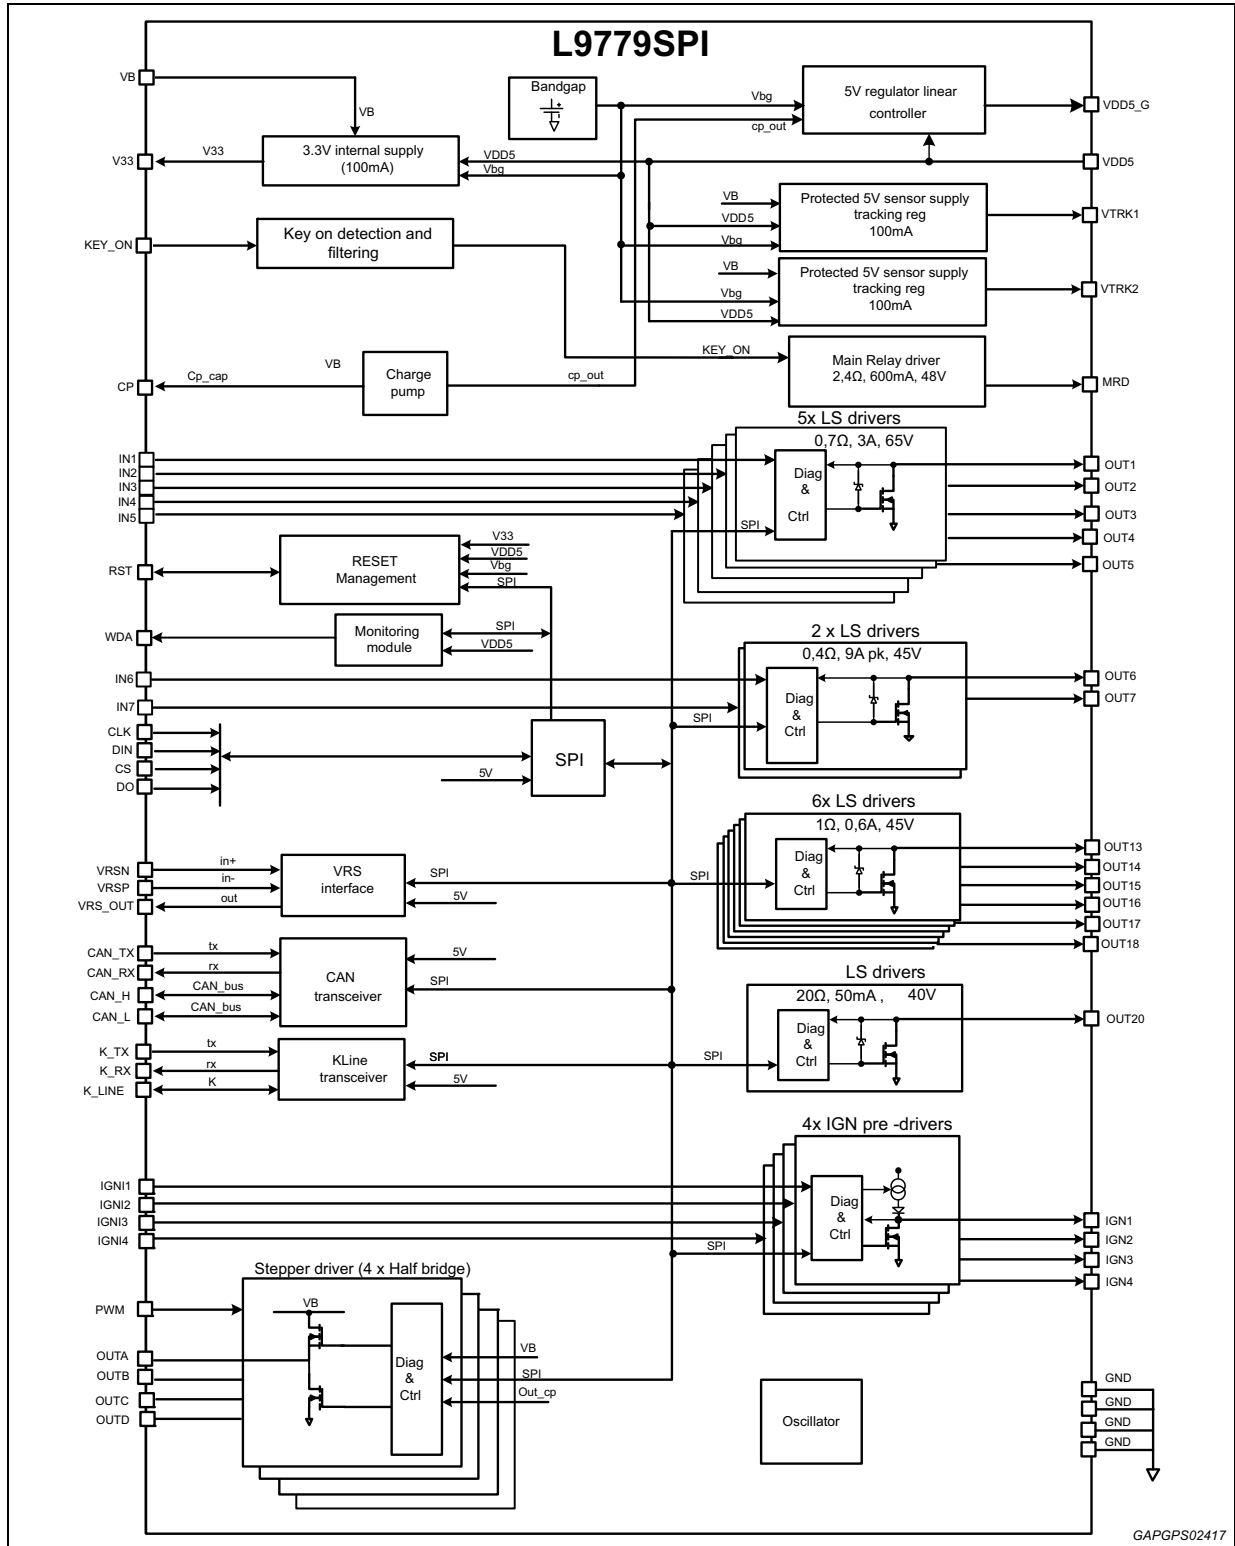 L9779SPI
VB
VB
Bandgap
Vbg
cp_out
5V regulator linear
controller
VDD5_G
V33
V33
3.3V internal supply
(100mA)
VDD5
Vbg
VDD5
VB
VDD5
Vbg
Protected 5V sensor supply
tracking reg
100mA
VTRK1
KEY_ON
Key on detection and
filtering
VB
Vbg
VDD5
Protected 5V sensor supply
tracking reg
100mA
VTRK2
KEY_ON
Main Relay driver
2,4Ω, 600mA, 48V
MRD
CP
Cp_cap
VB
Charge
pump
cp_out
5x LS drivers
0,7Ω, 3A, 65V
IN1
IN2
IN3
IN4
IN5
Diag
&
Ctrl
SPI
OUT1
OUT2
OUT3
OUT4
OUT5
RST
RESET
Management
V33
VDD5
Vbg
SPI
WDA
Monitoring
module
SPI
VDD5
2 x LS drivers
0,4Ω, 9A pk, 45V
IN6
IN7
Diag
&
Ctrl
SPI
OUT6
OUT7
CLK
DIN
CS
DO
5V
SPI
6x LS drivers
1Ω, 0,6A, 45V
Diag
&
Ctrl
SPI
OUT13
OUT14
OUT15
OUT16
OUT17
OUT18
VRSN
VRSP
VRS_OUT
in+
in-
out
VRS
interface
SPI
5V
CAN_TX
CAN_RX
CAN_H
CAN_L
tx
rx
CAN_bus
CAN_bus
CAN
transceiver
5V
SPI
LS drivers
20Ω, 50mA , 40V
Diag
&
Ctrl
SPI
OUT20
K_TX
K_RX
K_LINE
tx
rx
K
KLine
transceiver
SPI
5V
4x IGN pre -drivers
IGNI1
IGNI2
IGNI3
IGNI4
Diag
&
Ctrl
SPI
IGN1
IGN2
IGN3
IGN4
Stepper driver (4 x Half bridge)
PWM
OUTA
OUTB
OUTC
OUTD
VB
Diag
&
Ctrl
VB
SPI
Out_cp
Oscillator
GND
GND
GND
GND
GAPGPS02417